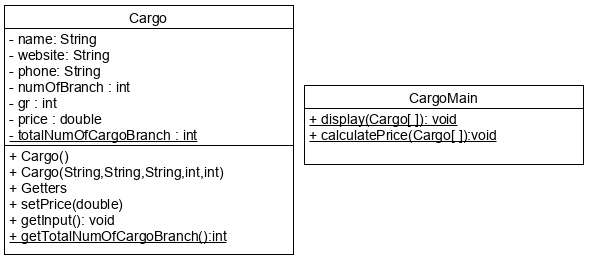 Cargo
- name: String
- website: String
- phone: String
- numOfBranch : int
- gr : int
- price : double
- totalNumOfCargoBranch : int
+ Cargo()
+ Cargo(String,String,String,int,int)
+ Getters
+ setPrice(double)
+ getInput(): void
+ getTotalNumOfCargoBranch():int
CargoMain
+ display(Cargo[ ]): void
+ calculatePrice(Cargo[ ]):void